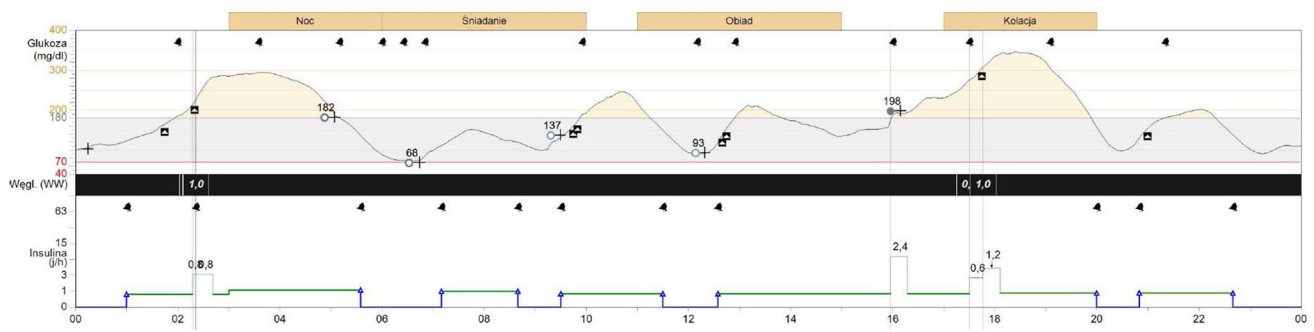 Noc Śniadanie Obiad Kolacja
400
Glukoza
(mg/dl)
300
200
180
182
68
137
93
198
70
40
Węgl. (WW)
1,0 0, 1,0
63
15
Insulina
(j/h)
3
1
0
0,8 0,8 2,4 0,6 1,2
00 02 04 06 08 10 12 14 16 18 20 22 00